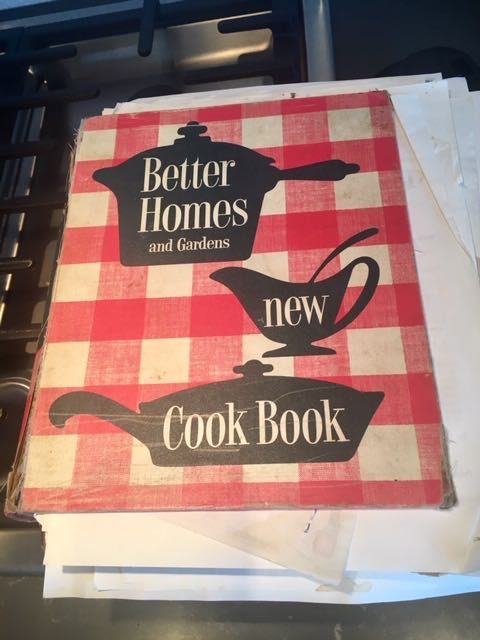 Better
Homes
and Gardens
new
Cook Book